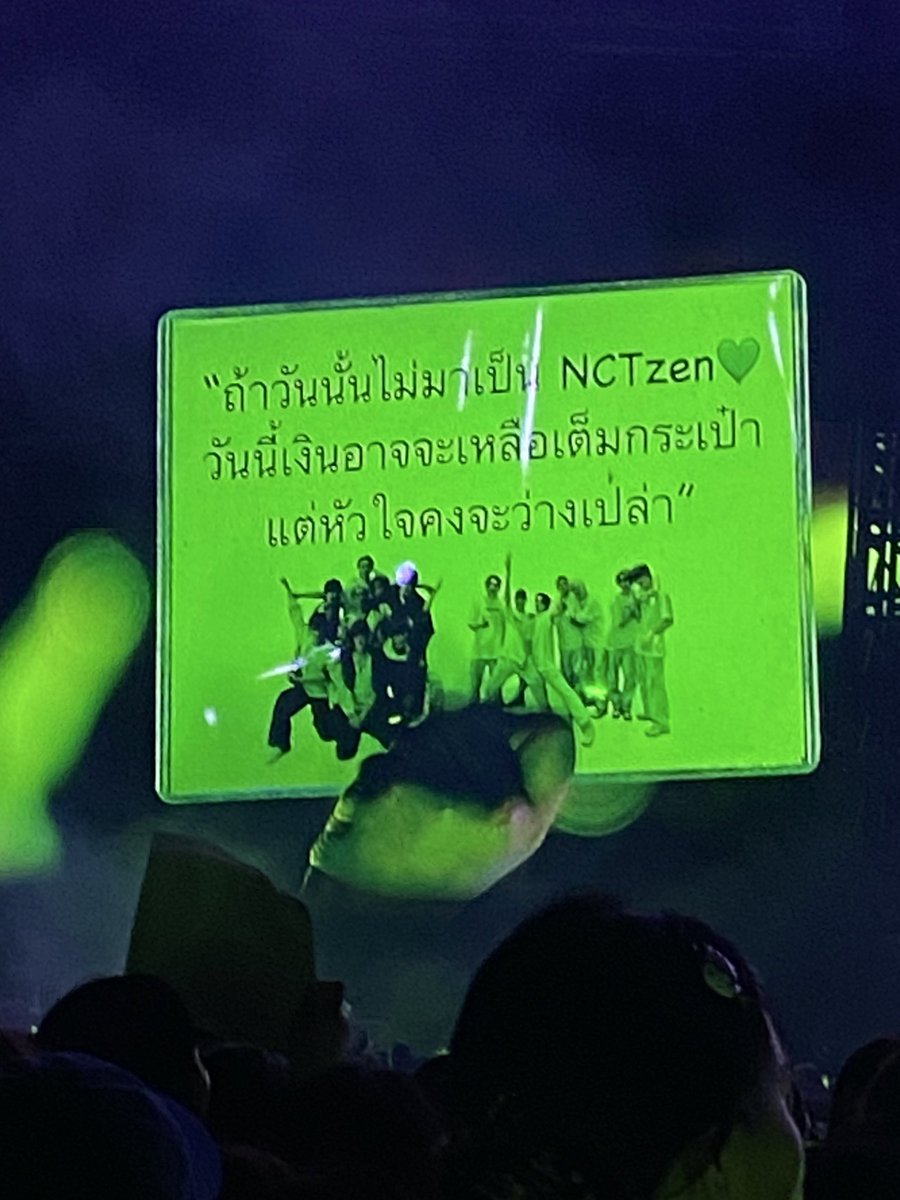 “ถ้าวันนั้นไม่มาเป็น NCTzen💚
วันนี้เงินอาจจะเหลือเต็มกระเป๋า
แต่หัวใจคงจะว่างเปล่า”